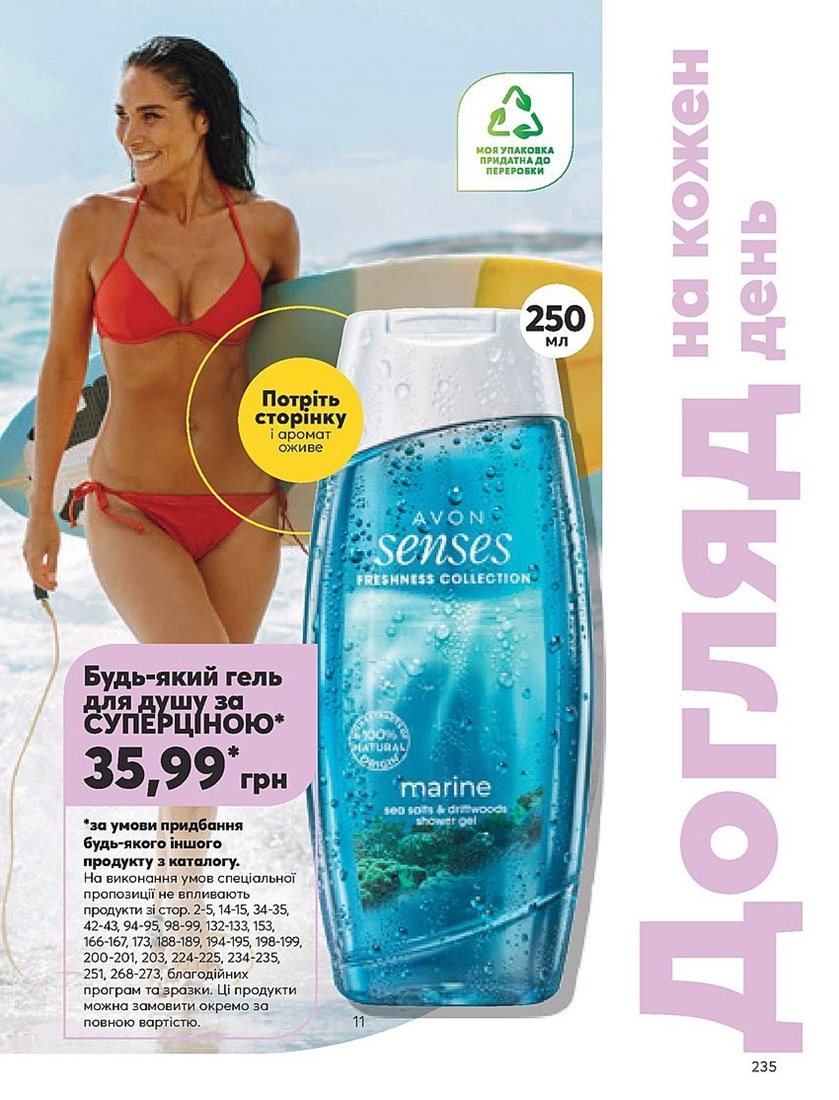 МОЯ УПАКОВКА
ПРИДАТНА ДО
ПЕРЕРОБКИ
Догляд
на кожен
день
250
мл
Потріть
сторінку
і аромат
оживе
AVON
senses
FRESHNESS COLLECTION
100%
NATURAL
ORIGIN
marine
sea salts & driftwoods
shower gel
Будь-який гель
для душу за
СУПЕРЦІНОЮ*
35,99* грн
*за умови придбання
будь-якого іншого
продукту з каталогу.
На виконання умов спеціальної
пропозиції не впливають
продукти зі стор. 2-5, 14-15, 34-35,
42-43, 94-95, 98-99, 132-133, 153,
166-167, 173, 188-189, 194-195, 198-199,
200-201, 203, 224-225, 234-235,
251, 268-273, благодійних
програм та зразки. Ці продукти
можна замовити окремо за
повною вартістю.
11
235